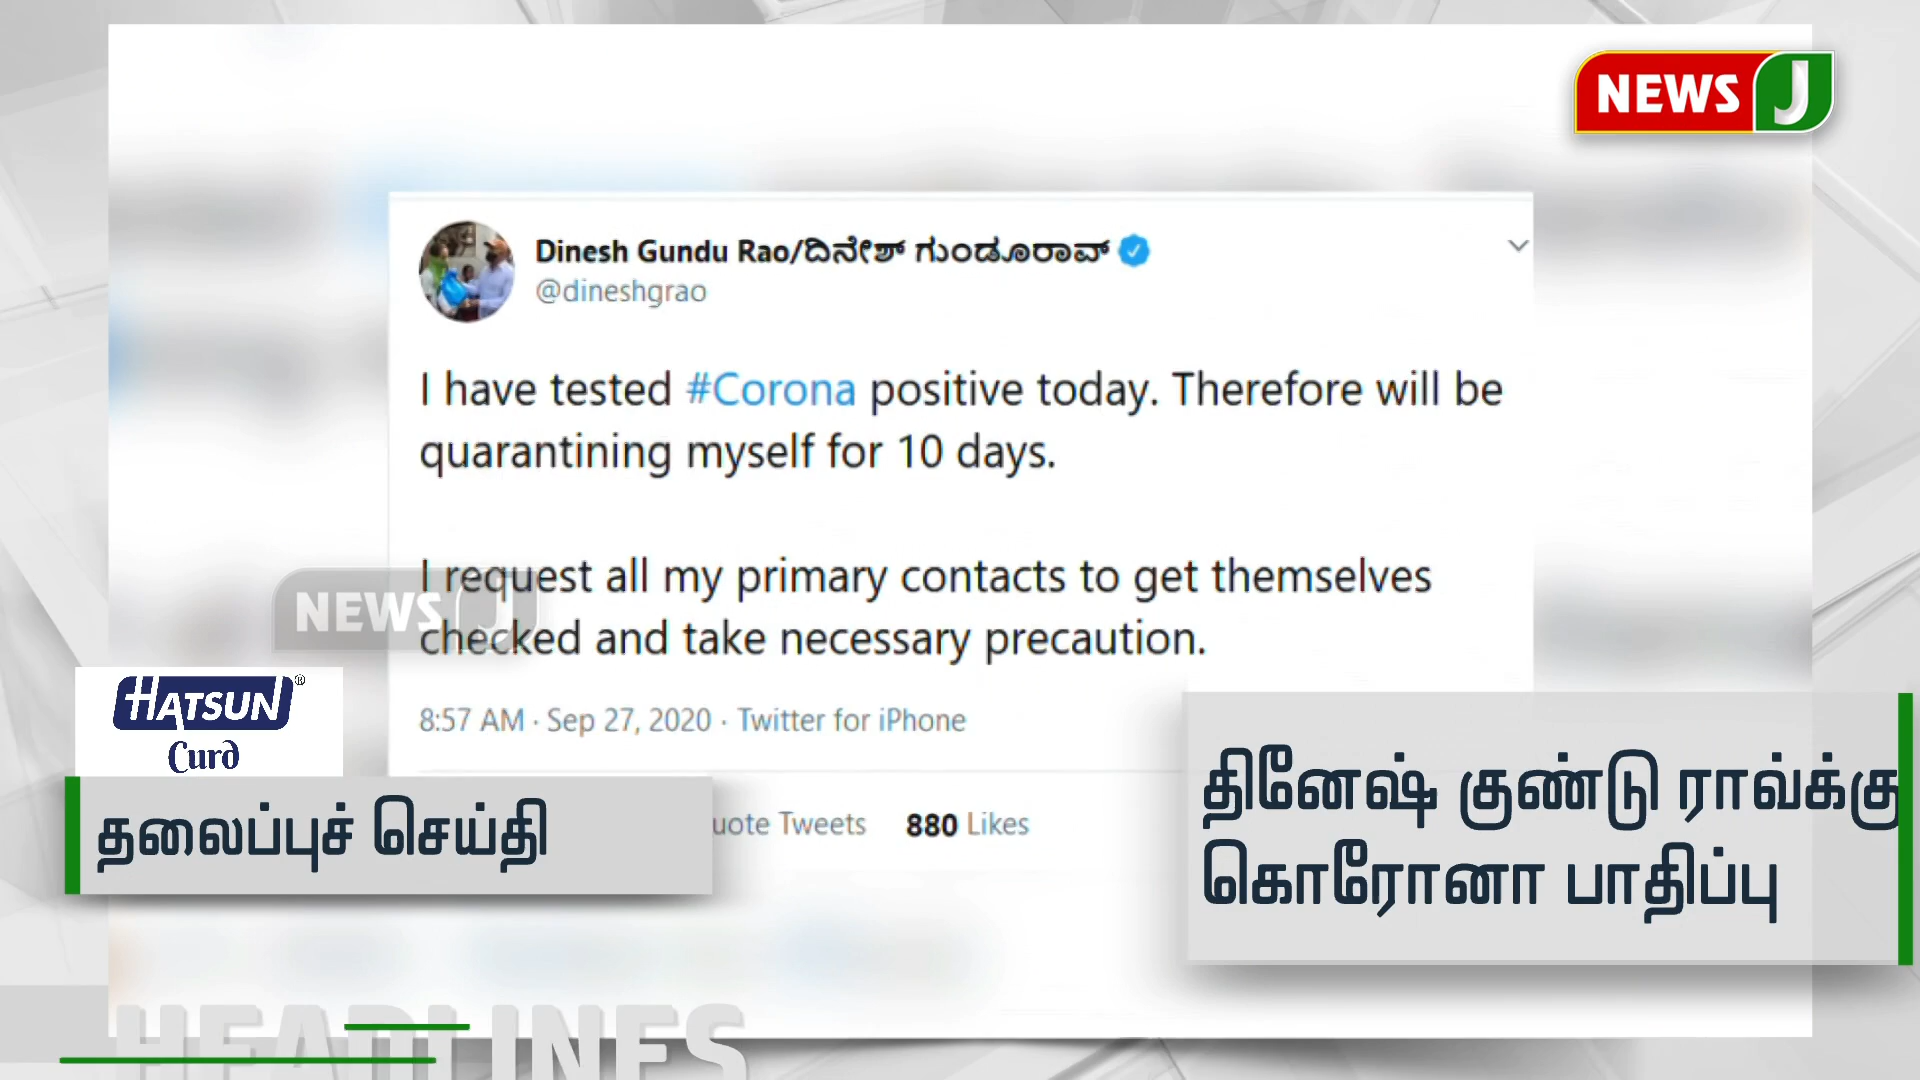 NEWS J
Dinesh Gundu Rao/ದಿನೇಶ್ ಗುಂಡೂರಾವ್
@dineshgrao
I have tested #Corona positive today. Therefore will be
quarantining myself for 10 days.
I request all my primary contacts to get themselves
checked and take necessary precaution.
NEWS J
8:57 AM · Sep 27, 2020 · Twitter for iPhone
uote Tweets 880 Likes
HATSUN®
Curd
தலைப்புச் செய்தி
தினேஷ் குண்டு ராவ்க்கு
கொரோனா பாதிப்பு
HEADLINES